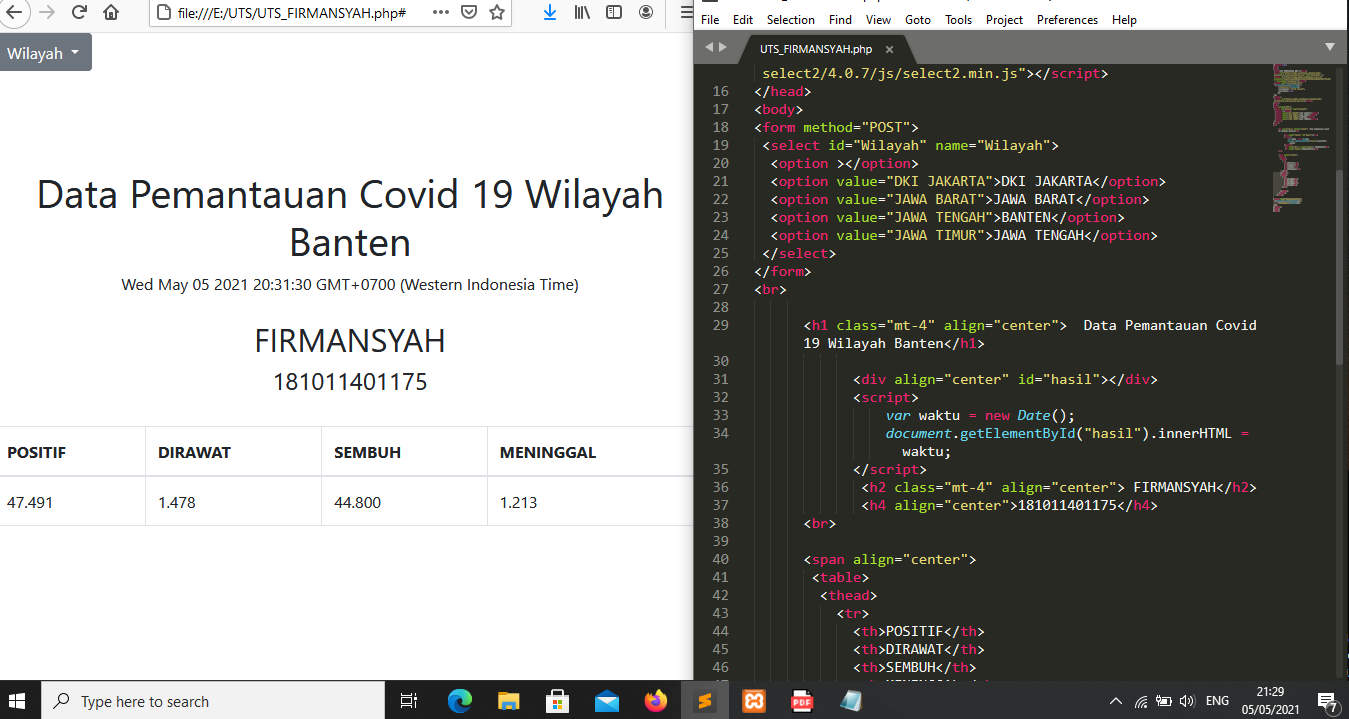 file:///E:/UTS/UTS_FIRMANSYAH.php#
Wilayah
Data Pemantauan Covid 19 Wilayah
Banten
Wed May 05 2021 20:31:30 GMT+0700 (Western Indonesia Time)
FIRMANSYAH
181011401175
POSITIF DIRAWAT SEMBUH MENINGGAL
47.491 1.478 44.800 1.213
File Edit Selection Find View Goto Tools Project Preferences Help
UTS_FIRMANSYAH.php ×
select2/4.0.7/js/select2.min.js"></script>
16 </head>
17 <body>
18 <form method="POST">
19 <select id="Wilayah" name="Wilayah">
20 <option ></option>
21 <option value="DKI JAKARTA">DKI JAKARTA</option>
22 <option value="JAWA BARAT">JAWA BARAT</option>
23 <option value="JAWA TENGAH">BANTEN</option>
24 <option value="JAWA TIMUR">JAWA TENGAH</option>
25 </select>
26 </form>
27 <br>
28
29 <h1 class="mt-4" align="center"> Data Pemantauan Covid
19 Wilayah Banten</h1>
30
31 <div align="center" id="hasil"></div>
32 <script>
33 var waktu = new Date();
34 document.getElementById("hasil").innerHTML =
waktu;
35 </script>
36 <h2 class="mt-4" align="center"> FIRMANSYAH</h2>
37 <h4 align="center">181011401175</h4>
38 <br>
39
40 <span align="center">
41 <table>
42 <thead>
43 <tr>
44 <th>POSITIF</th>
45 <th>DIRAWAT</th>
46 <th>SEMBUH</th>
Type here to search
PDF
ENG
21:29
05/05/2021
7